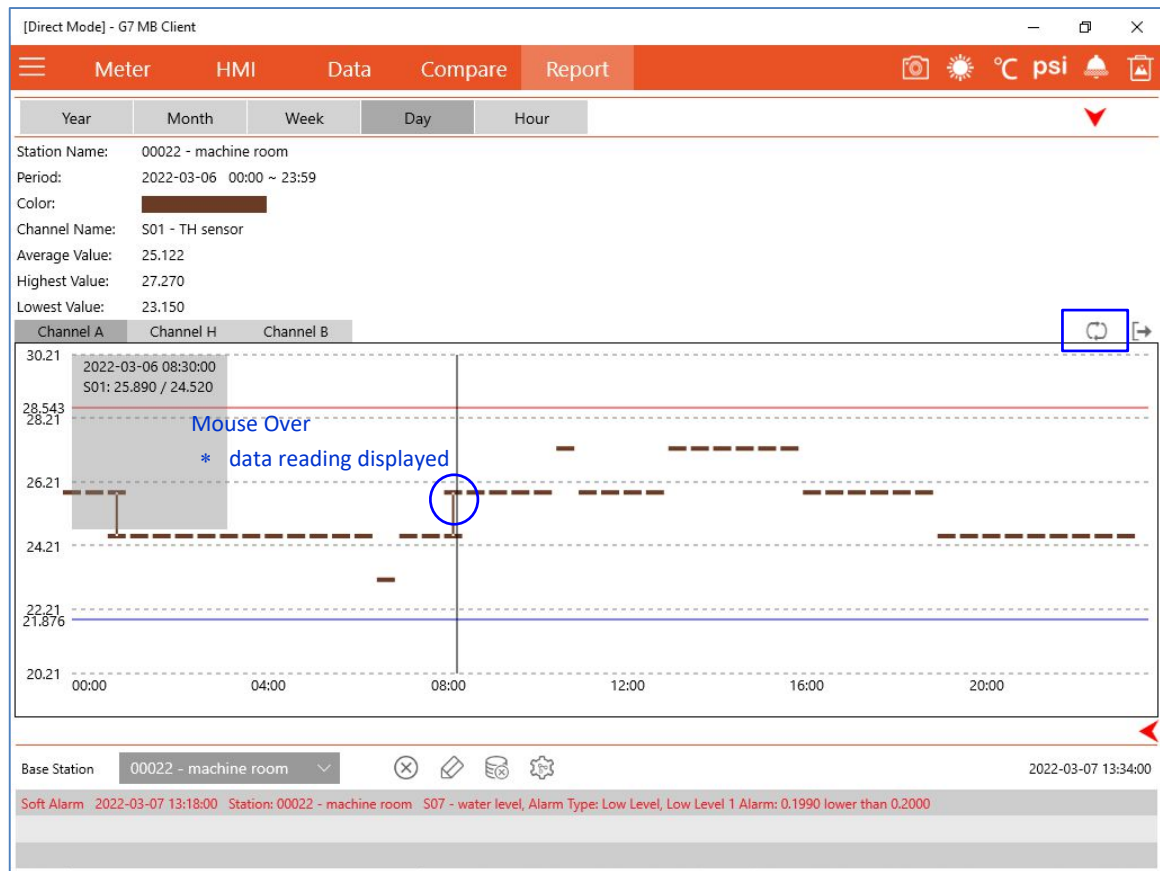 [Direct Mode] - G7 MB Client
Meter HMI Data Compare Report °C psi
Year Month Week Day Hour
Station Name: 00022 - machine room
Period: 2022-03-06 00:00 ~ 23:59
Color:
Channel Name: S01 - TH sensor
Average Value: 25.122
Highest Value: 27.270
Lowest Value: 23.150
Channel A Channel H Channel B
30.21
2022-03-06 08:30:00
S01: 25.890 / 24.520
28.543
28.21
Mouse Over
* data reading displayed
26.21
24.21
22.21
21.876
20.21
00:00 04:00 08:00 12:00 16:00 20:00
Base Station 00022 - machine room 2022-03-07 13:34:00
Soft Alarm 2022-03-07 13:18:00 Station: 00022 - machine room S07 - water level, Alarm Type: Low Level, Low Level 1 Alarm: 0.1990 lower than 0.2000